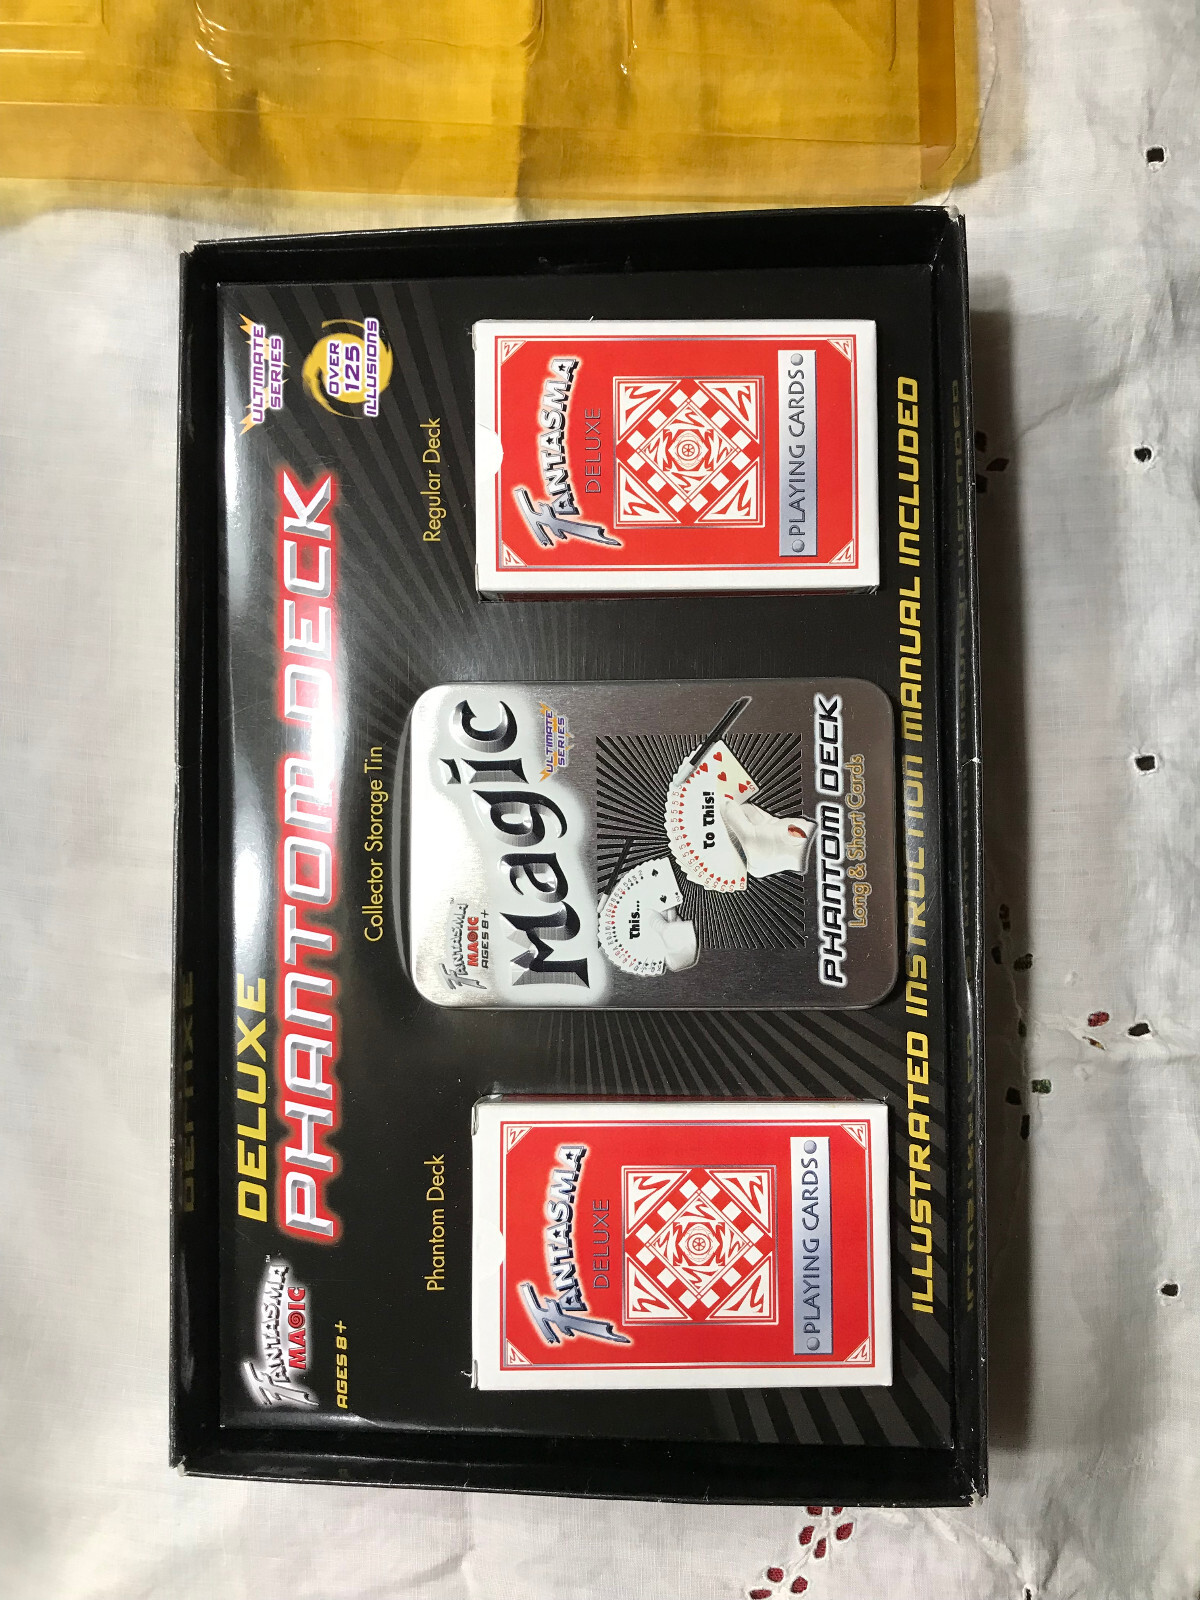 FANTASMA™
MAGIC
AGES 8+
DELUXE
PHANTOM DECK
ULTIMATE
SERIES
OVER
125
ILLUSIONS
Phantom Deck
Collector Storage Tin
Regular Deck
FANTASMA
DELUXE
PLAYING CARDS
FANTASMA™
MAGIC
AGES 8+
Magic
ULTIMATE
SERIES
This...
To This!
PHANTOM DECK
Long & Short Cards
FANTASMA
DELUXE
PLAYING CARDS
ILLUSTRATED INSTRUCTION MANUAL INCLUDED